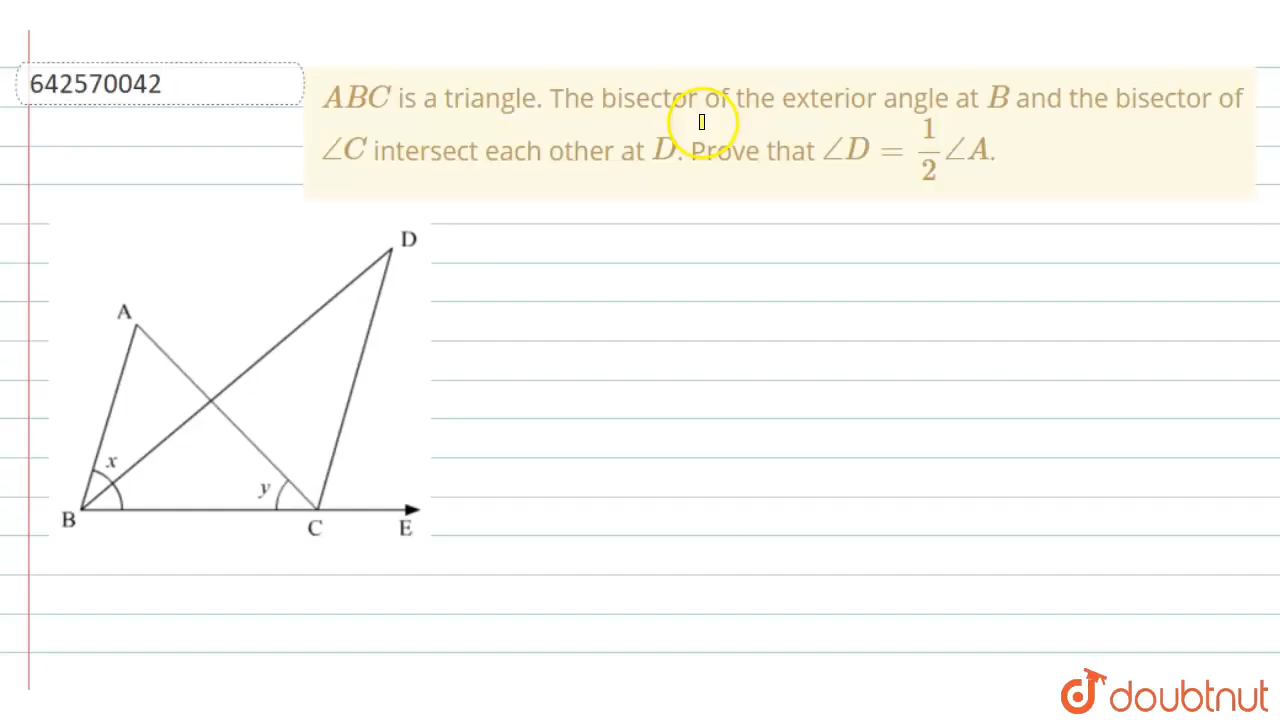 642570042
ABC is a triangle. The bisector of the exterior angle at B and the bisector of
∠C intersect each other at D. Prove that ∠D = 1/2 ∠A.
D
A
x
y
B
C
E
doubtnut